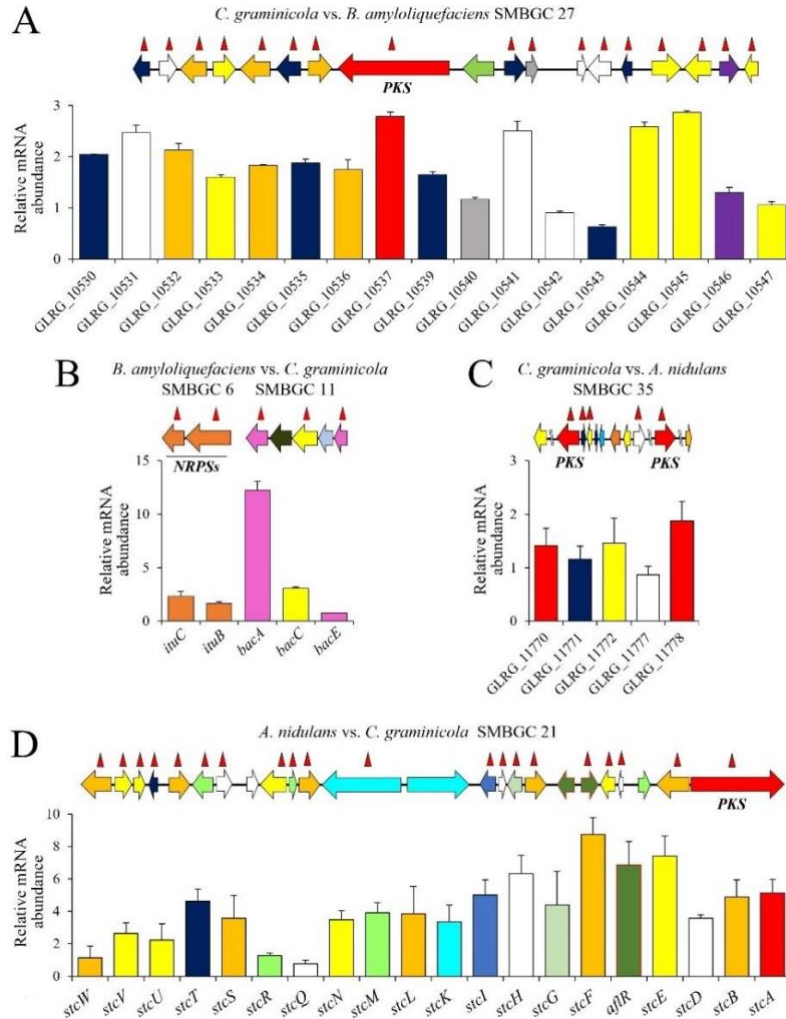 A
C. graminicola vs. B. amyloliquefaciens SMBGC 27
PKS
Relative mRNA
abundance
3
2
1
0
GLRG_10530
GLRG_10531
GLRG_10532
GLRG_10533
GLRG_10534
GLRG_10535
GLRG_10536
GLRG_10537
GLRG_10539
GLRG_10540
GLRG_10541
GLRG_10542
GLRG_10543
GLRG_10544
GLRG_10545
GLRG_10546
GLRG_10547
B
B. amyloliquefaciens vs. C. graminicola
SMBGC 6 SMBGC 11
NRPSs
Relative mRNA
abundance
15
10
5
0
ituC
ituB
bacA
bacC
bacE
C
C. graminicola vs. A. nidulans
SMBGC 35
PKS PKS
Relative mRNA
abundance
3
2
1
0
GLRG_11770
GLRG_11771
GLRG_11772
GLRG_11777
GLRG_11778
D
A. nidulans vs. C. graminicola SMBGC 21
PKS
Relative mRNA
abundance
10
8
6
4
2
0
stcW
stcV
stcU
stcT
stcS
stcR
stcQ
stcN
stcM
stcL
stcK
stcI
stcH
stcG
stcF
aflR
stcE
stcD
stcB
stcA